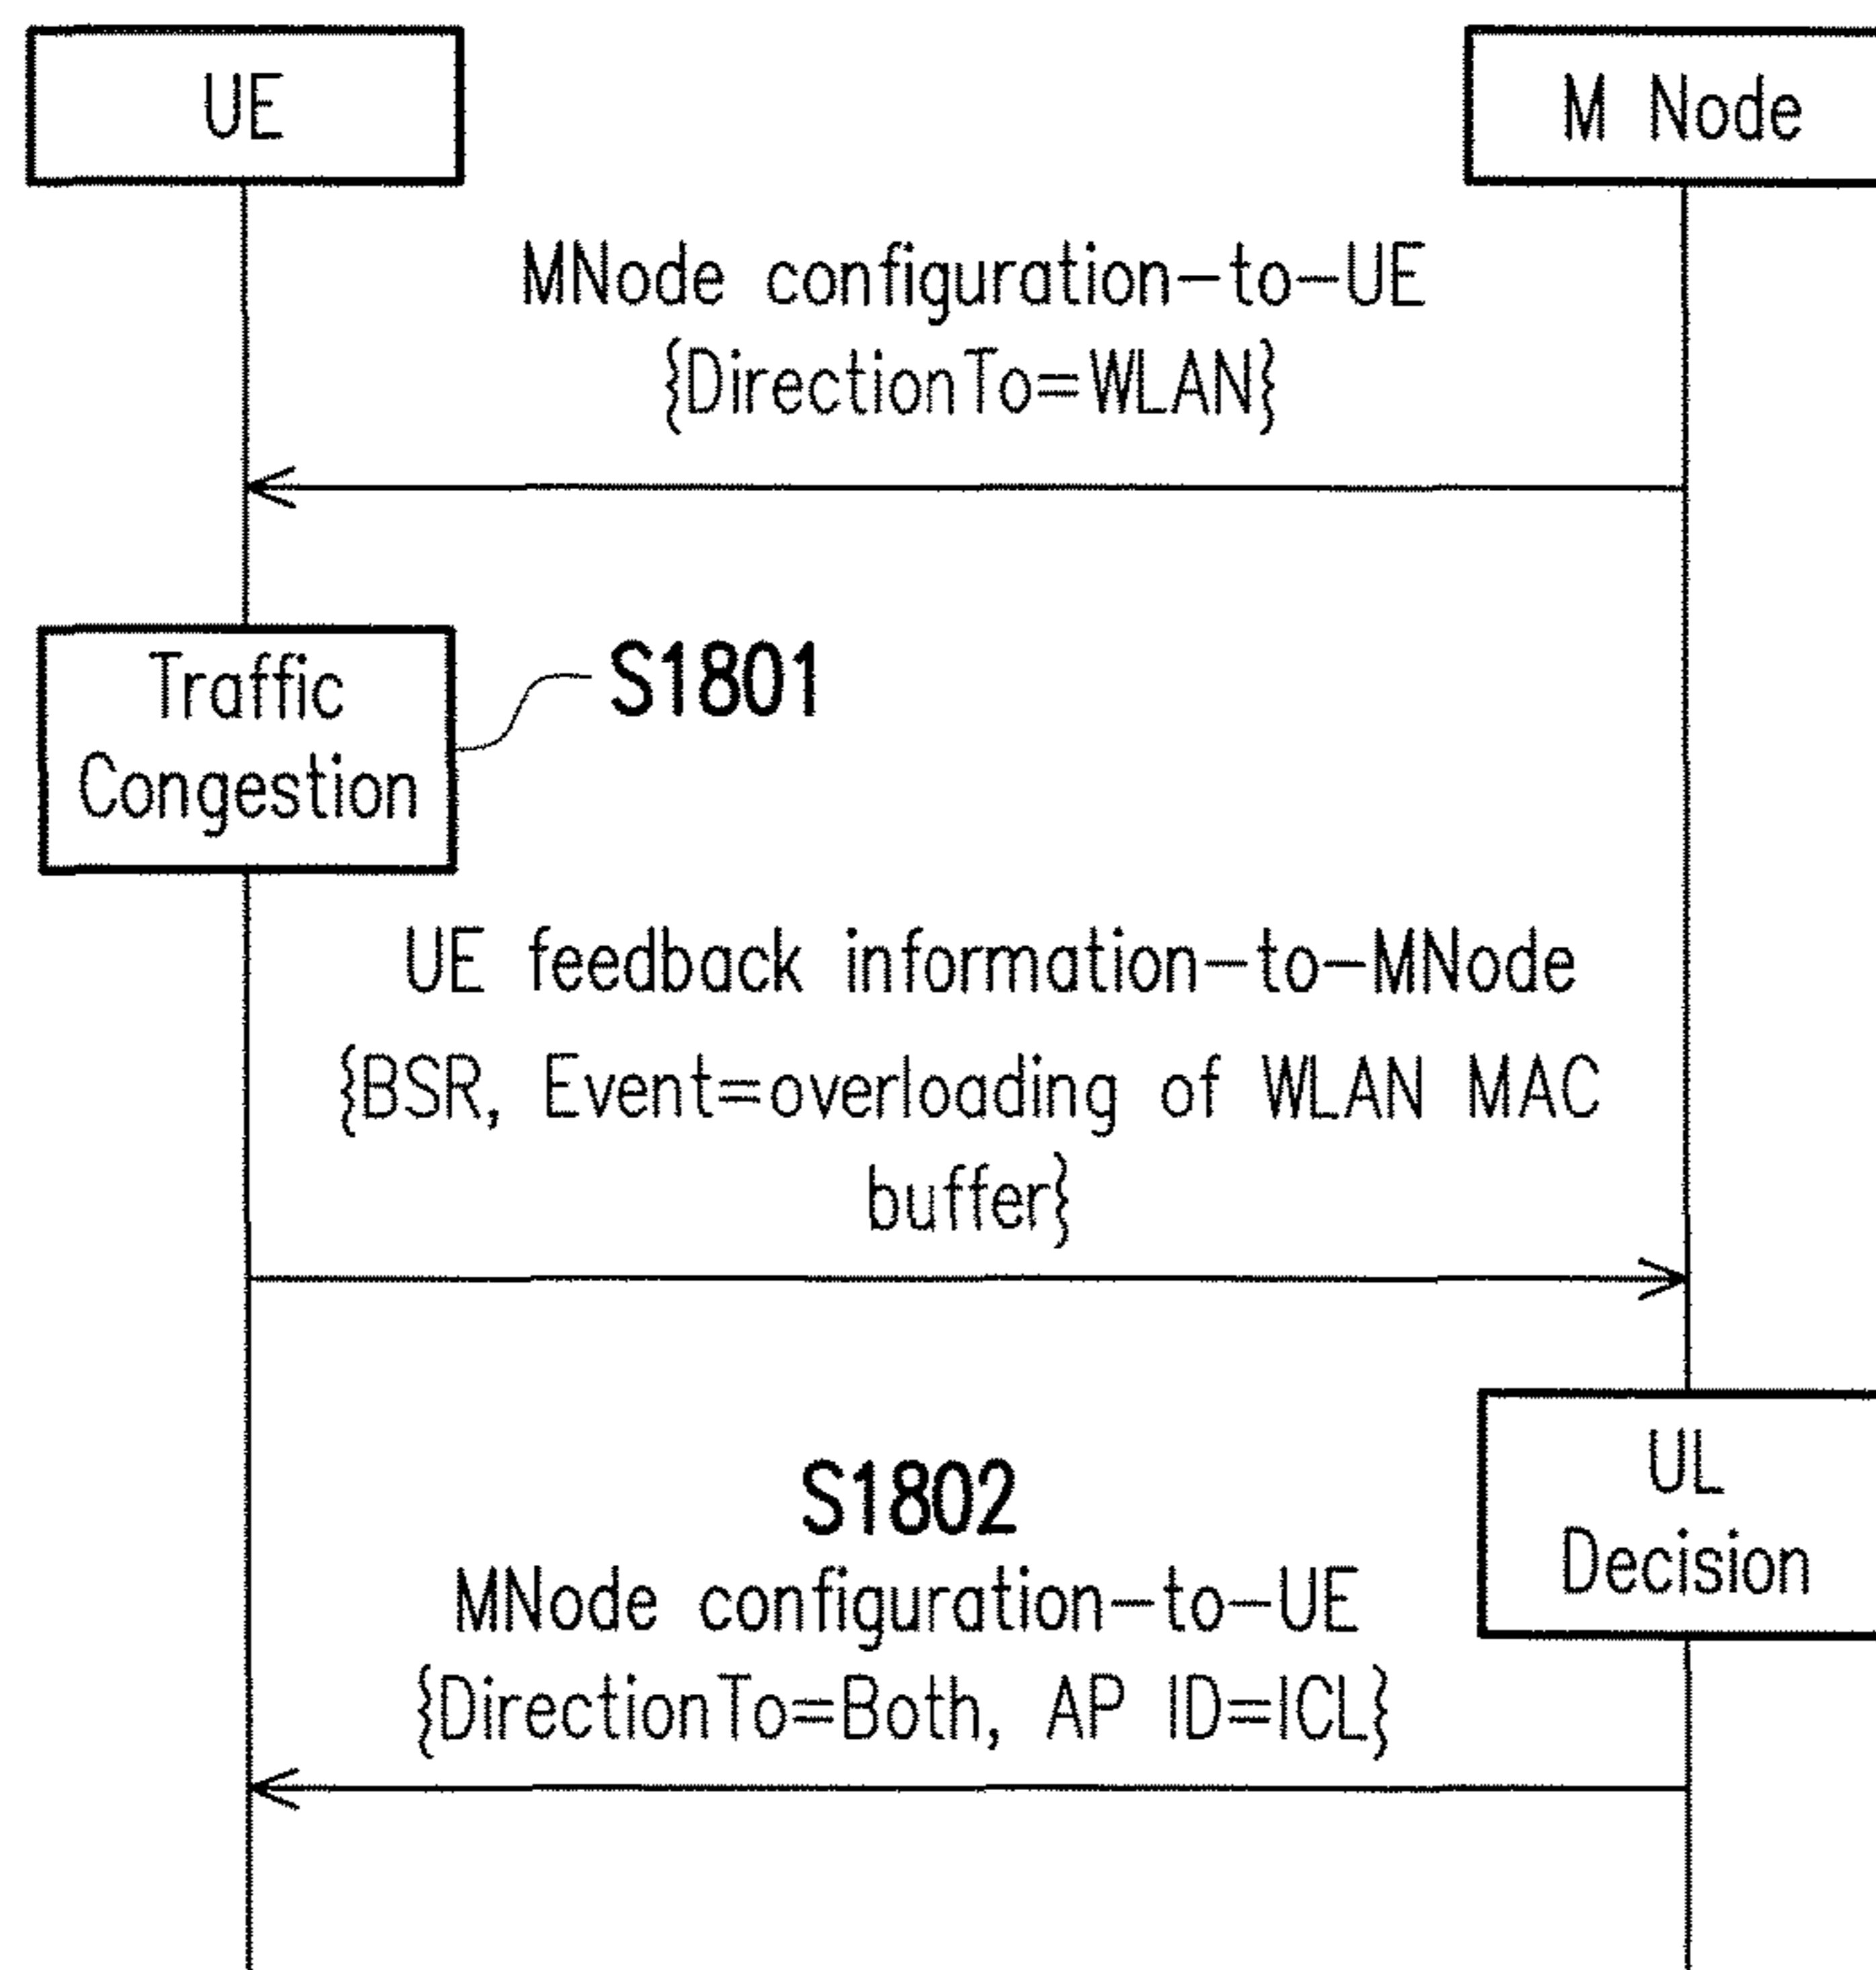 UE
M Node
MNode configuration-to-UE
{DirectionTo=WLAN}
Traffic
Congestion
S1801
UE feedback information-to-MNode
{BSR, Event=overloading of WLAN MAC
buffer}
UL
Decision
S1802
MNode configuration-to-UE
{DirectionTo=Both, AP ID=ICL}